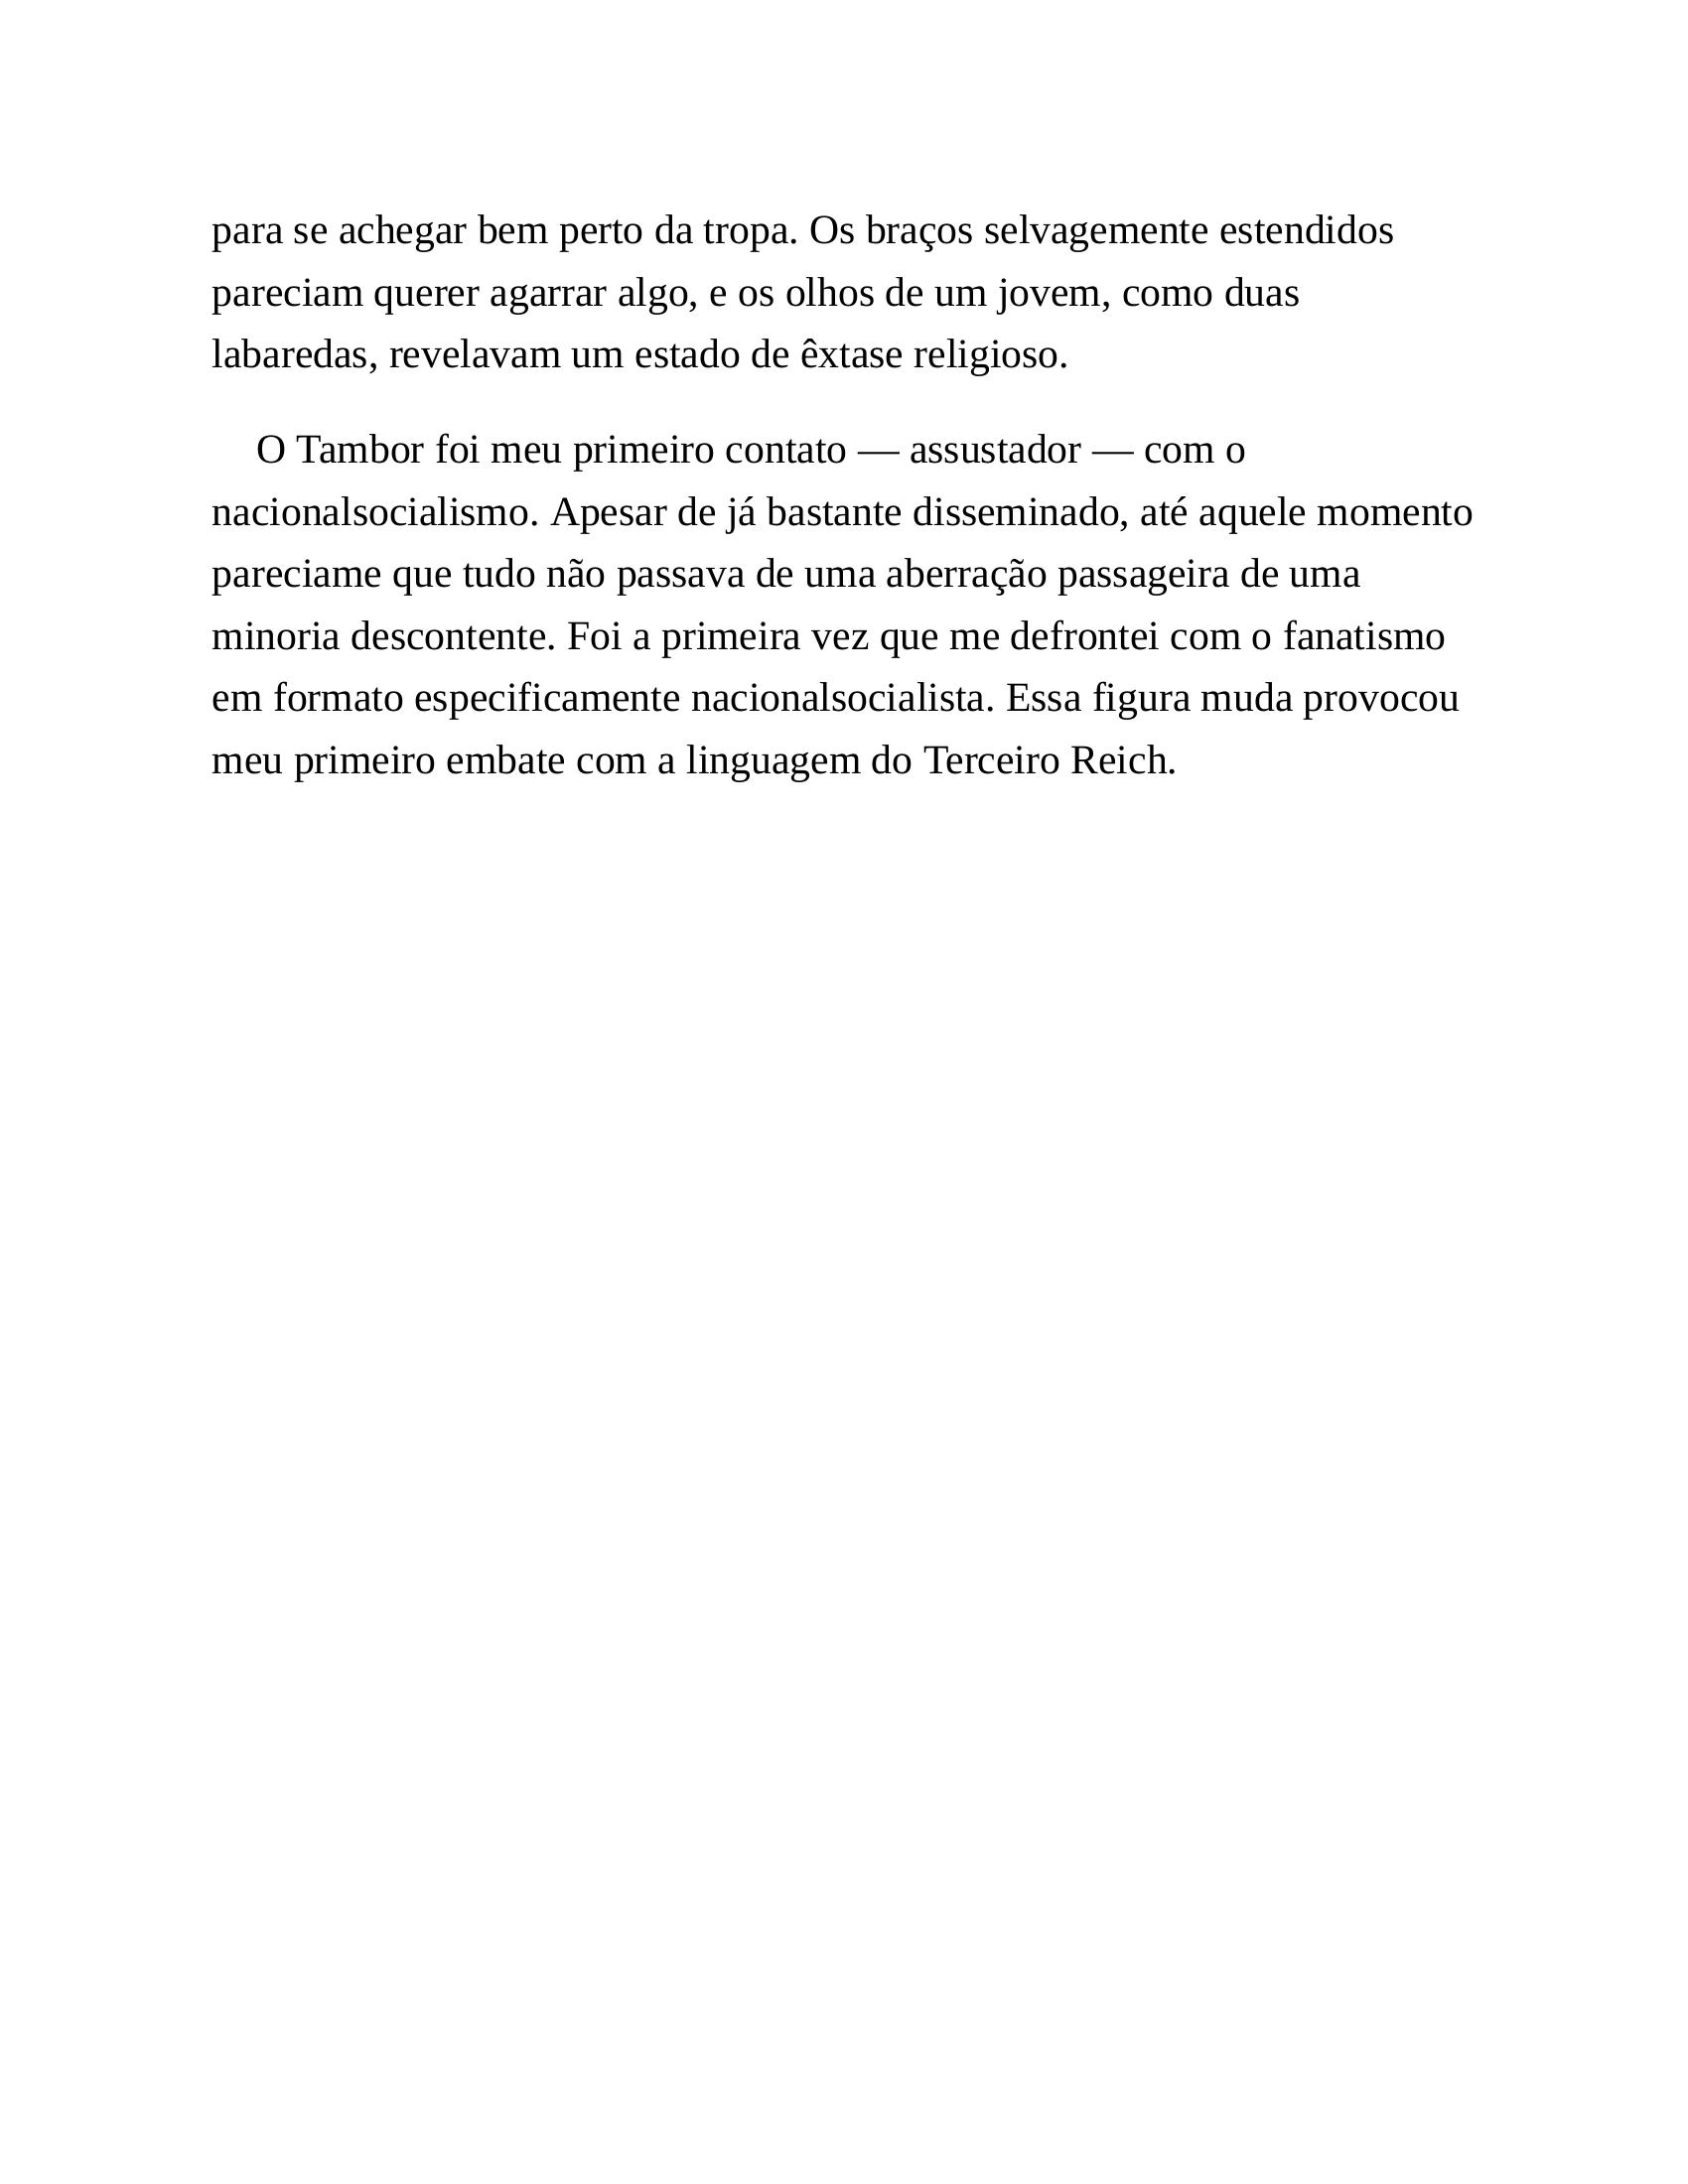 para se achegar bem perto da tropa. Os braços selvagemente estendidos
pareciam querer agarrar algo, e os olhos de um jovem, como duas
labaredas, revelavam um estado de êxtase religioso.
O Tambor foi meu primeiro contato — assustador — com o
nacionalsocialismo. Apesar de já bastante disseminado, até aquele momento
pareciame que tudo não passava de uma aberração passageira de uma
minoria descontente. Foi a primeira vez que me defrontei com o fanatismo
em formato especificamente nacionalsocialista. Essa figura muda provocou
meu primeiro embate com a linguagem do Terceiro Reich.